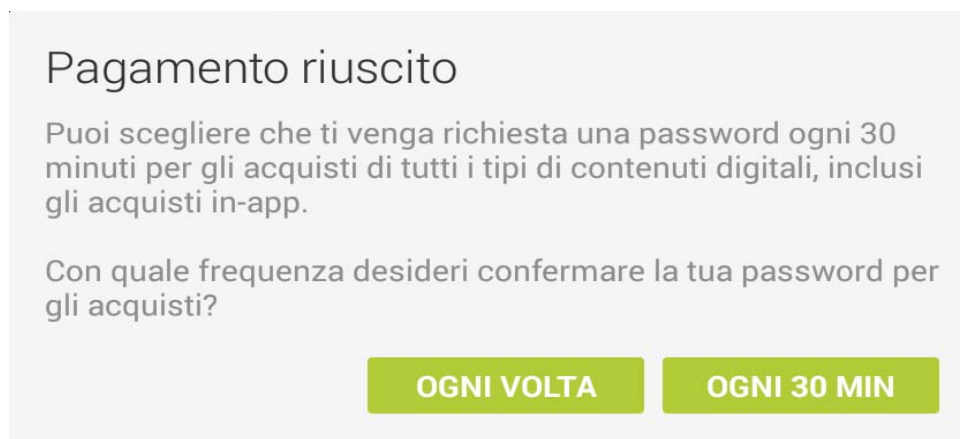 Pagamento riuscito
Puoi scegliere che ti venga richiesta una password ogni 30
minuti per gli acquisti di tutti i tipi di contenuti digitali, inclusi
gli acquisti in-app.
Con quale frequenza desideri confermare la tua password per
gli acquisti?
OGNI VOLTA OGNI 30 MIN